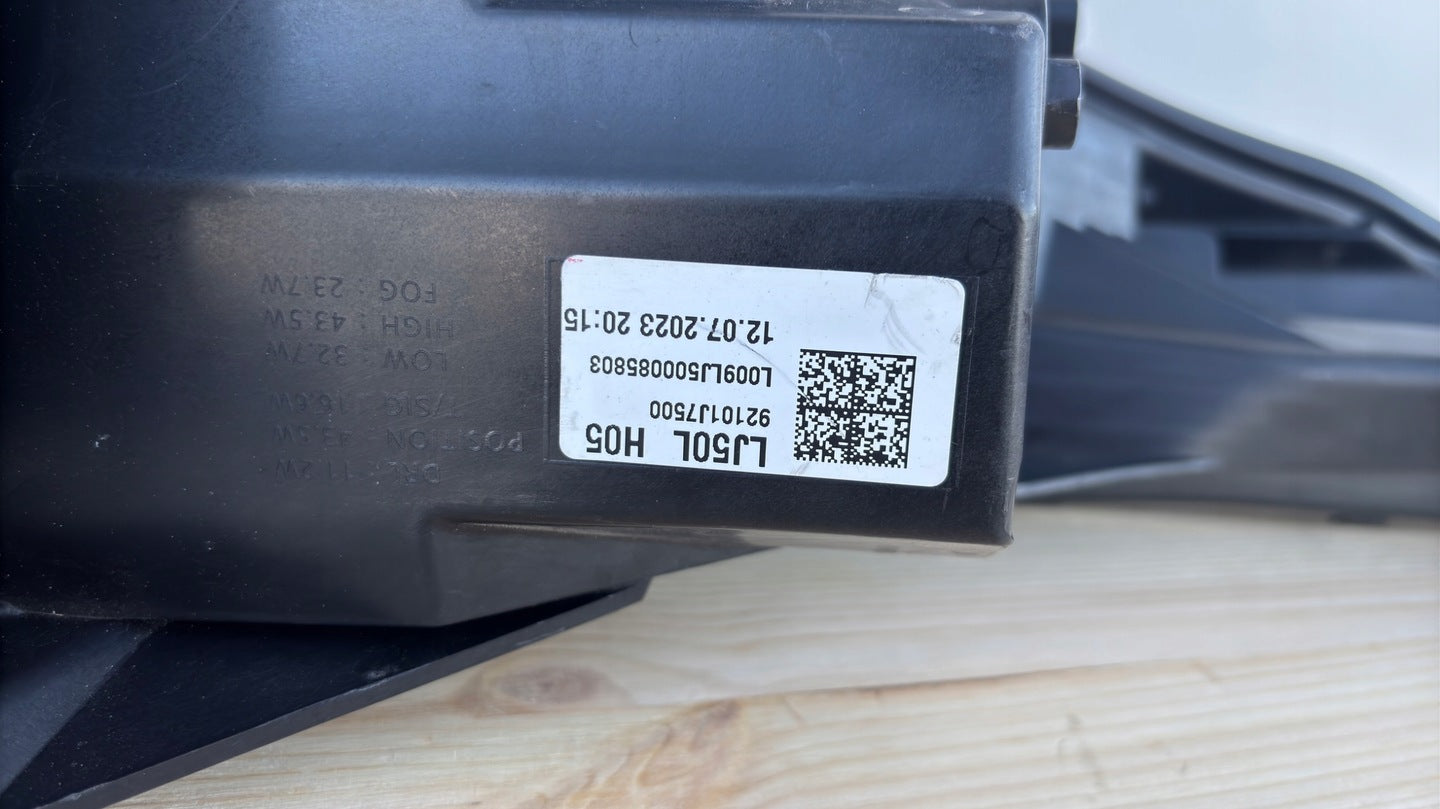 LJ50L H05
92101J7500
L009LJ500085803
12.07.2023 20:15
DRL : 11.2W
POSITION : 43.5W
T/SIG : 16.6W
LOW : 32.7W
HIGH : 43.5W
FOG : 23.7W